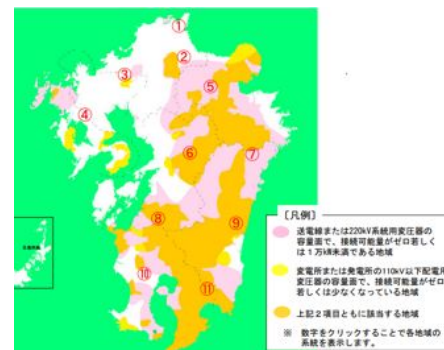 ①
②
③
④
⑤
⑥
⑦
⑧
⑨
⑩
⑪
［凡例］
送電線または220kV系統用変圧器の
容量面で、接続可能量がゼロ若しく
は1万kW未満である地域
変電所または発電所の110kV以下配電用
変圧器の容量面で、接続可能量がゼロ
若しくは少なくなっている地域
上記2項目ともに該当する地域
※ 数字をクリックすることで各地域の
系統を表示します。